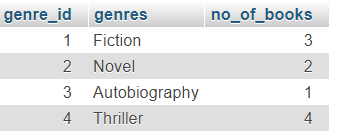 genre_id genres no_of_books
1 Fiction 3
2 Novel 2
3 Autobiography 1
4 Thriller 4